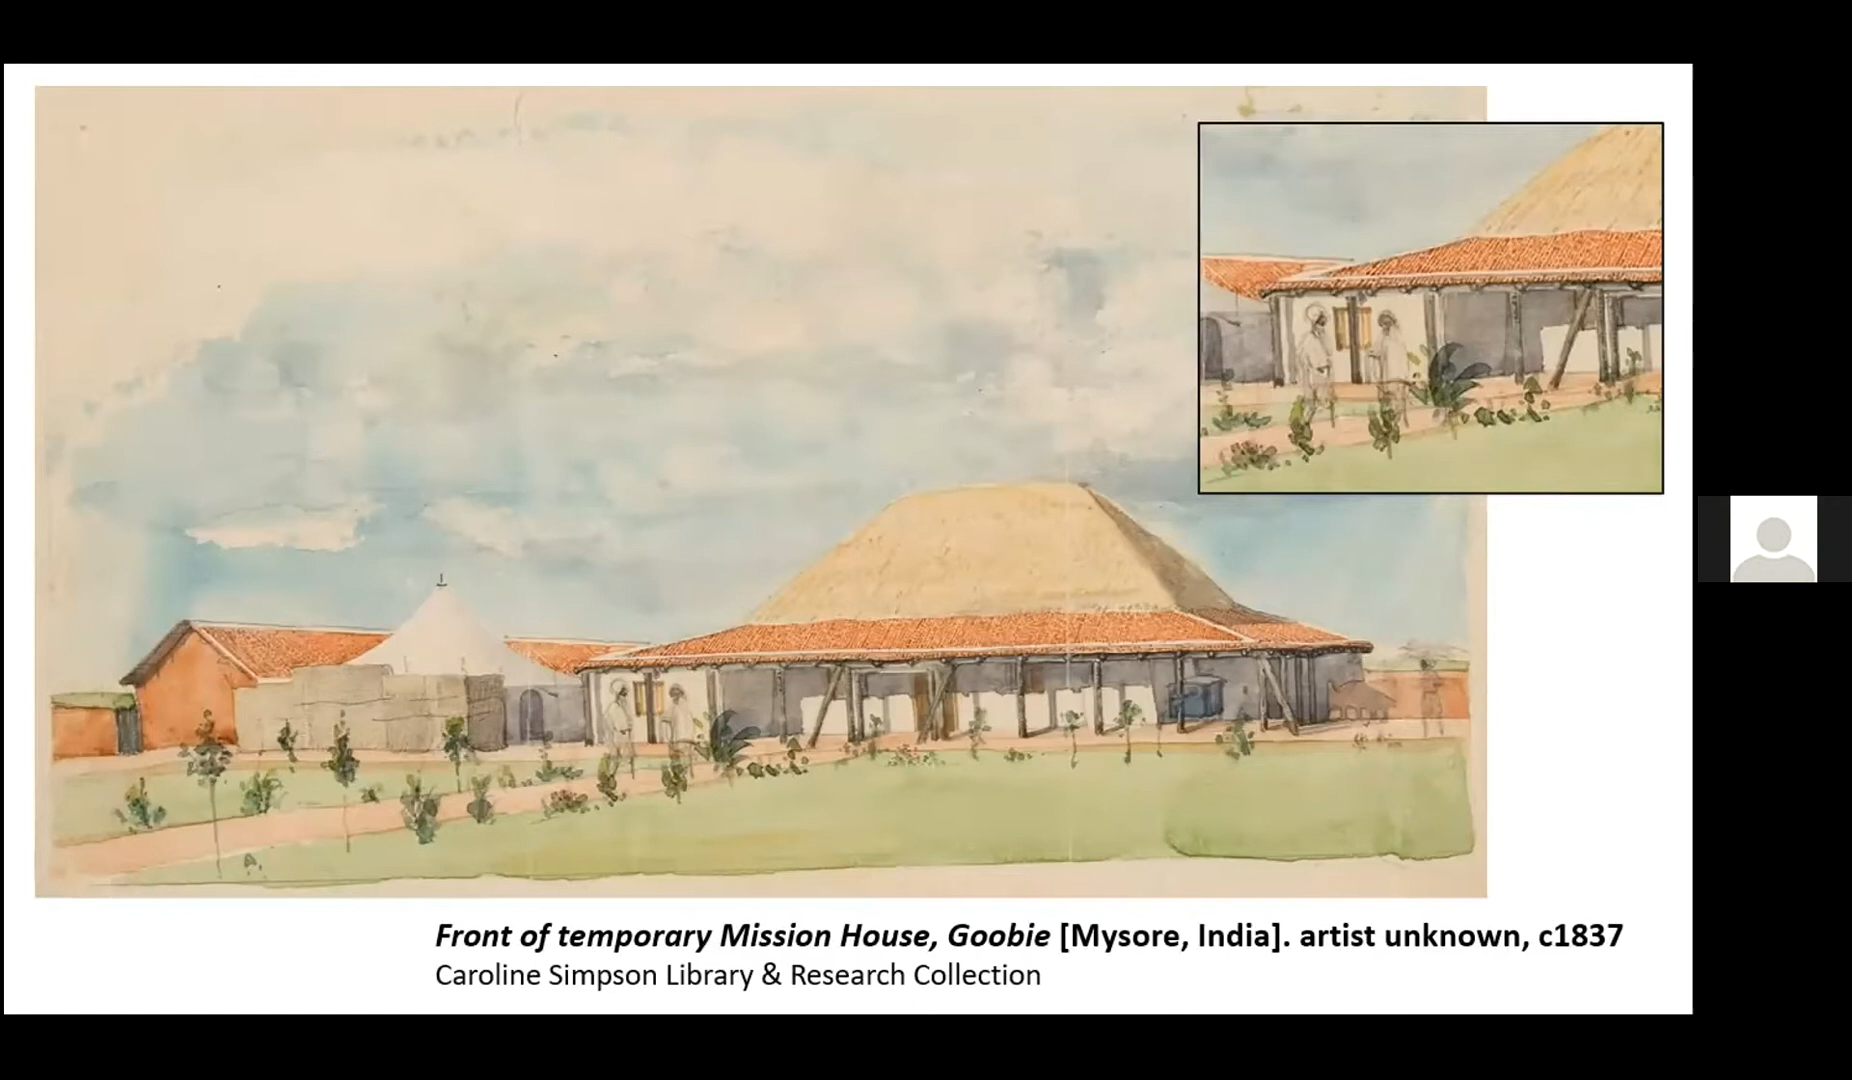 Front of temporary Mission House, Goobie [Mysore, India]. artist unknown, c1837
Caroline Simpson Library & Research Collection